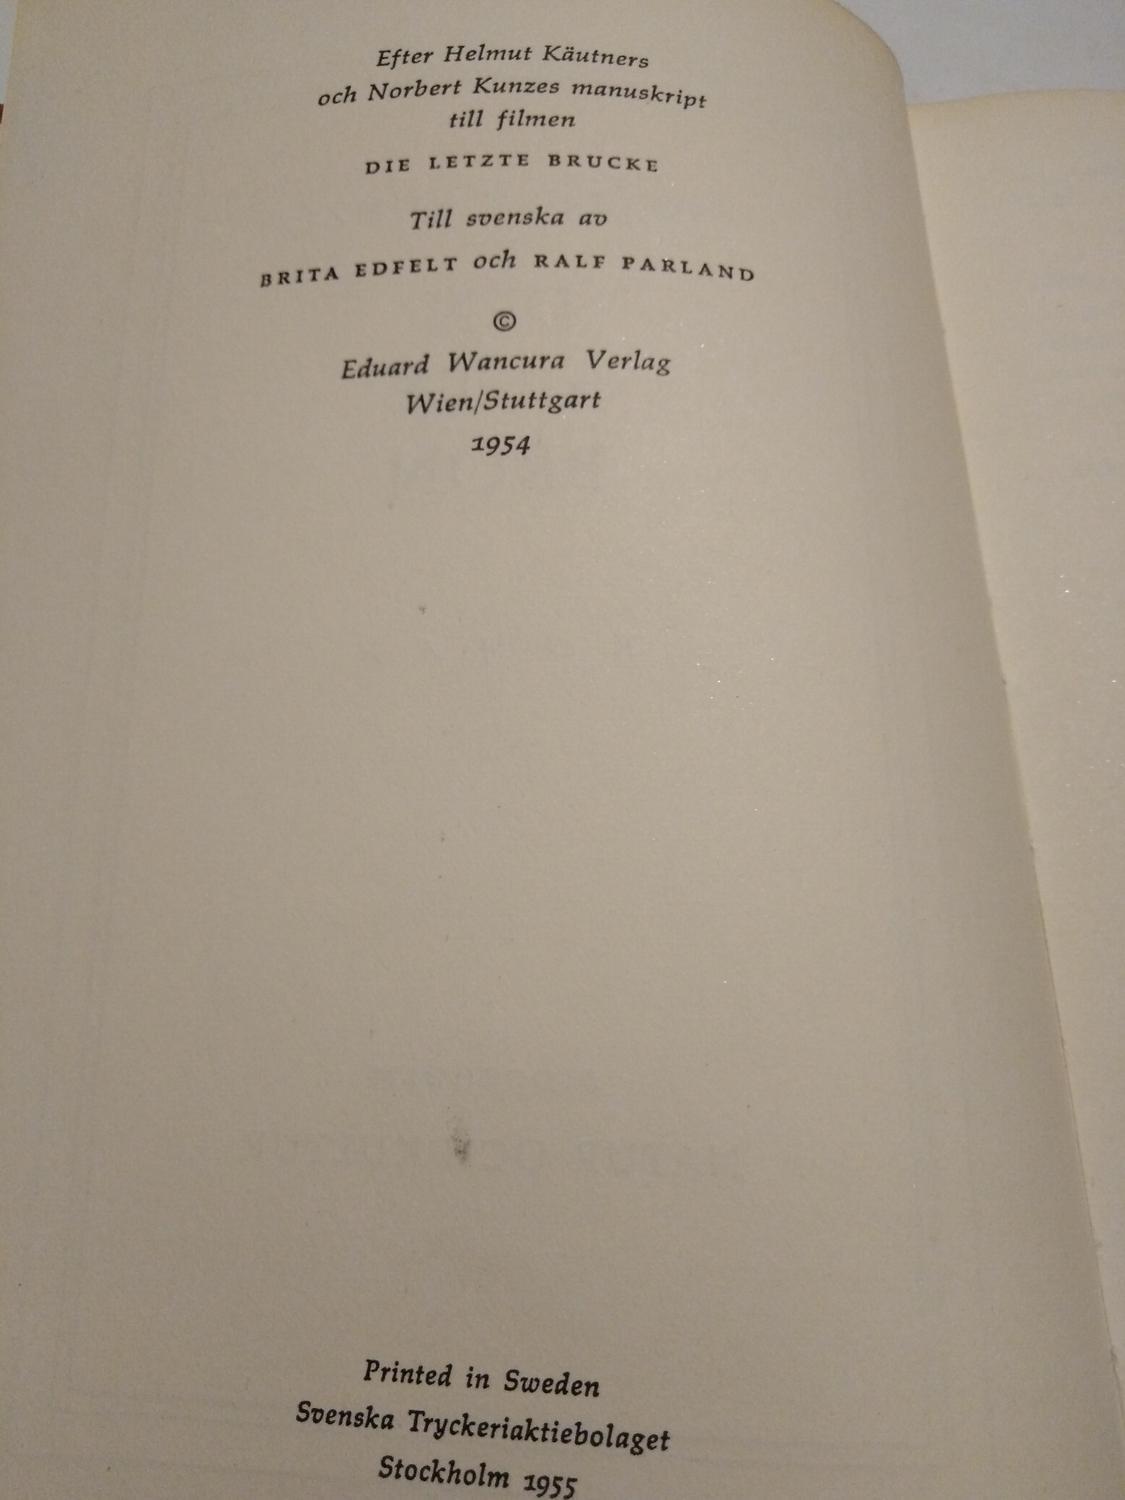 Efter Helmut Käutners
och Norbert Kunzes manuskript
till filmen
DIE LETZTE BRUCKE
Till svenska av
BRITA EDFELT och RALF PARLAND
©
Eduard Wancura Verlag
Wien/Stuttgart
1954
Printed in Sweden
Svenska Tryckeriaktiebolaget
Stockholm 1955